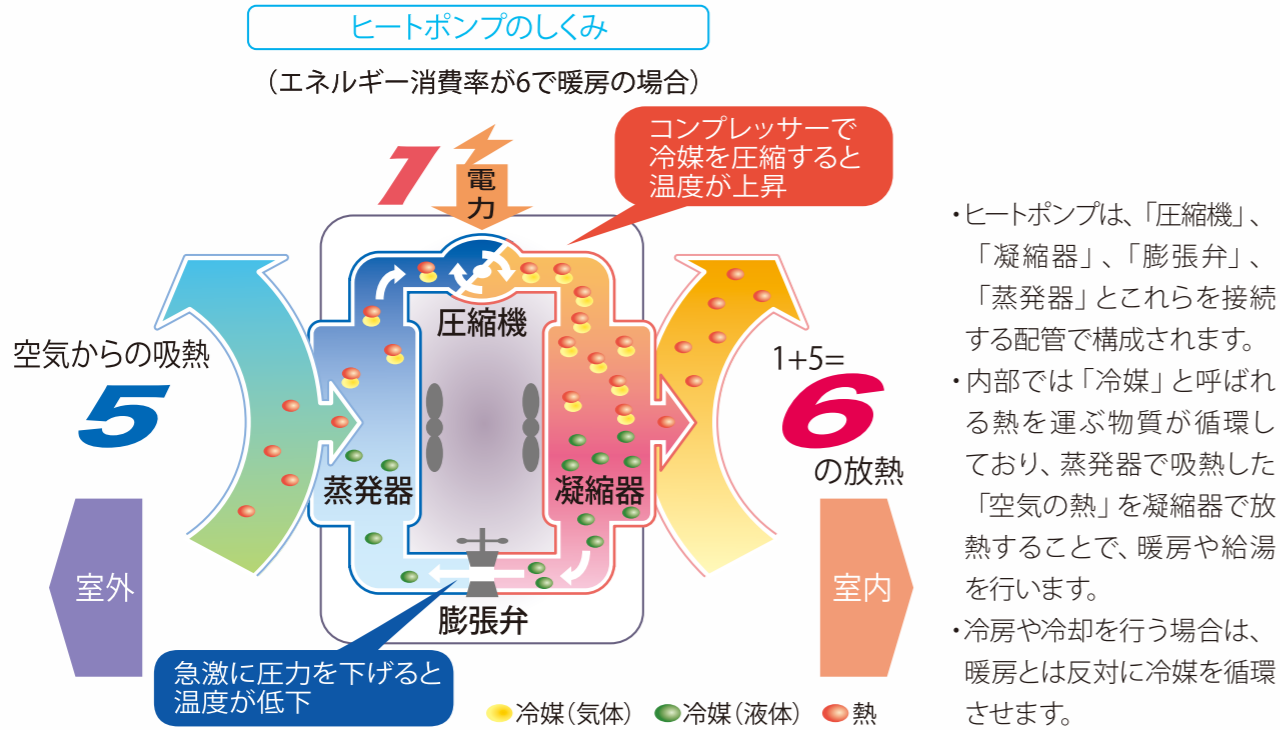 ヒートポンプのしくみ
（エネルギー消費率が6で暖房の場合）
コンプレッサーで
冷媒を圧縮すると
温度が上昇
1
電
力
圧縮機
空気からの吸熱
5
1+5=
6
の放熱
蒸発器
凝縮器
室外
室内
膨張弁
急激に圧力を下げると
温度が低下
冷媒（気体） 冷媒（液体） 熱
・ヒートポンプは、「圧縮機」、
「凝縮器」、「膨張弁」、
「蒸発器」とこれらを接続
する配管で構成されます。
・内部では「冷媒」と呼ばれ
る熱を運ぶ物質が循環し
ており、蒸発器で吸熱した
「空気の熱」を凝縮器で放
熱することで、暖房や給湯
を行います。
・冷房や冷却を行う場合は、
暖房とは反対に冷媒を循環
させます。